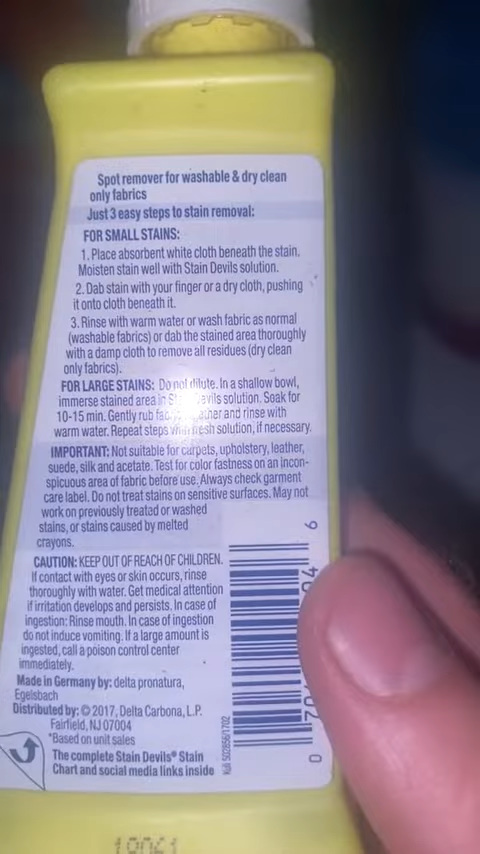 Spot remover for washable & dry clean
only fabrics
Just 3 easy steps to stain removal:
FOR SMALL STAINS:
1. Place absorbent white cloth beneath the stain.
Moisten stain well with Stain Devils solution.
2. Dab stain with your finger or a dry cloth, pushing
it onto cloth beneath it.
3. Rinse with warm water or wash fabric as normal
(washable fabrics) or dab the stained area thoroughly
with a damp cloth to remove all residues (dry clean
only fabrics).
FOR LARGE STAINS: Do not dilute. In a shallow bowl,
immerse stained area in Stain Devils solution. Soak for
10-15 min. Gently rub together and rinse with
warm water. Repeat steps with fresh solution, if necessary.
IMPORTANT: Not suitable for carpets, upholstery, leather,
suede, silk and acetate. Test for color fastness on an incon-
spicuous area of fabric before use. Always check garment
care label. Do not treat stains on sensitive surfaces. May not
work on previously treated or washed
stains, or stains caused by melted
crayons.
CAUTION: KEEP OUT OF REACH OF CHILDREN.
If contact with eyes or skin occurs, rinse
thoroughly with water. Get medical attention
if irritation develops and persists. In case of
ingestion: Rinse mouth. In case of ingestion
do not induce vomiting. If a large amount is
ingested, call a poison control center
immediately.
Made in Germany by: delta pronatura,
Egelsbach
Distributed by: © 2017, Delta Carbona, L.P.
Fairfield, NJ 07004
*Based on unit sales
The complete Stain Devils® Stain
Chart and social media links inside